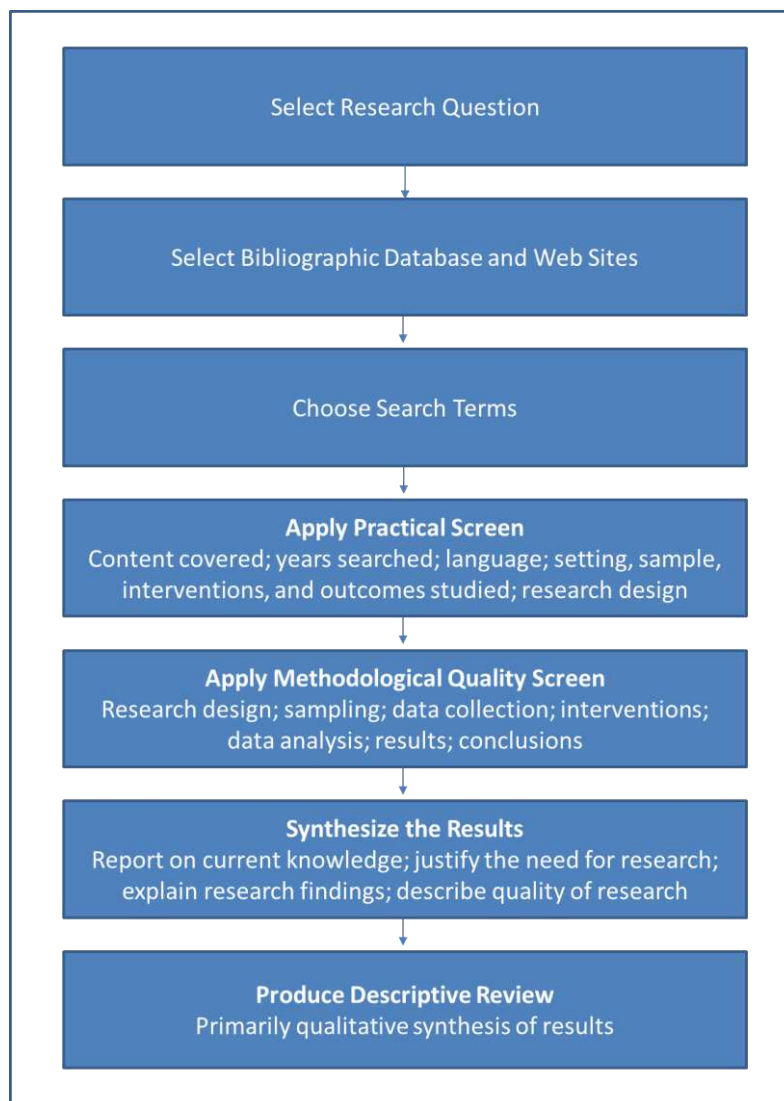 Select Research Question
Select Bibliographic Database and Web Sites
Choose Search Terms
Apply Practical Screen
Content covered; years searched; language; setting, sample,
interventions, and outcomes studied; research design
Apply Methodological Quality Screen
Research design; sampling; data collection; interventions;
data analysis; results; conclusions
Synthesize the Results
Report on current knowledge; justify the need for research;
explain research findings; describe quality of research
Produce Descriptive Review
Primarily qualitative synthesis of results